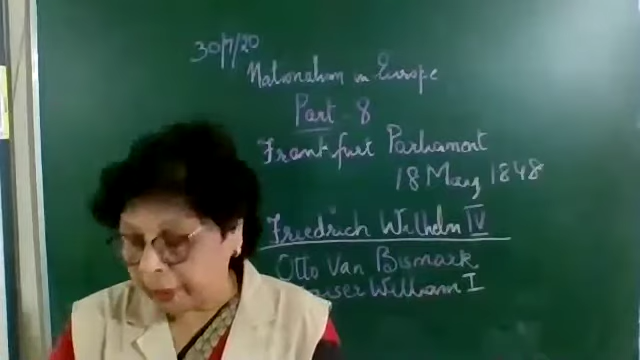 30/7/20
Nationalism in Europe
Part - 8
Frankfurt Parliament
18 May 1848
Friedrich Wilhelm IV
Otto Van Bismark
Kaiser William I